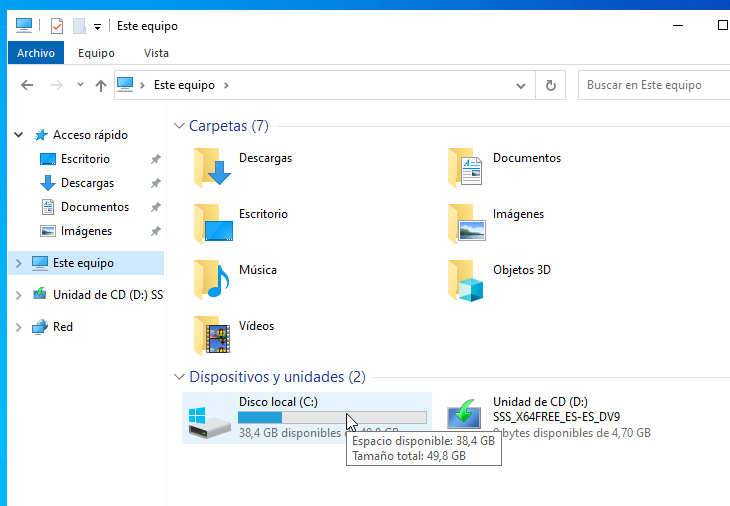 Este equipo
Archivo Equipo Vista
Este equipo
Buscar en Este equipo
Acceso rápido
Escritorio
Descargas
Documentos
Imágenes
Este equipo
Unidad de CD (D:) SS
Red
Carpetas (7)
Descargas
Documentos
Escritorio
Imágenes
Música
Objetos 3D
Vídeos
Dispositivos y unidades (2)
Disco local (C:)
38,4 GB disponibles
Unidad de CD (D:)
SSS_X64FREE_ES-ES_DV9
bytes disponibles de 4,70 GB
Espacio disponible: 38,4 GB
Tamaño total: 49,8 GB